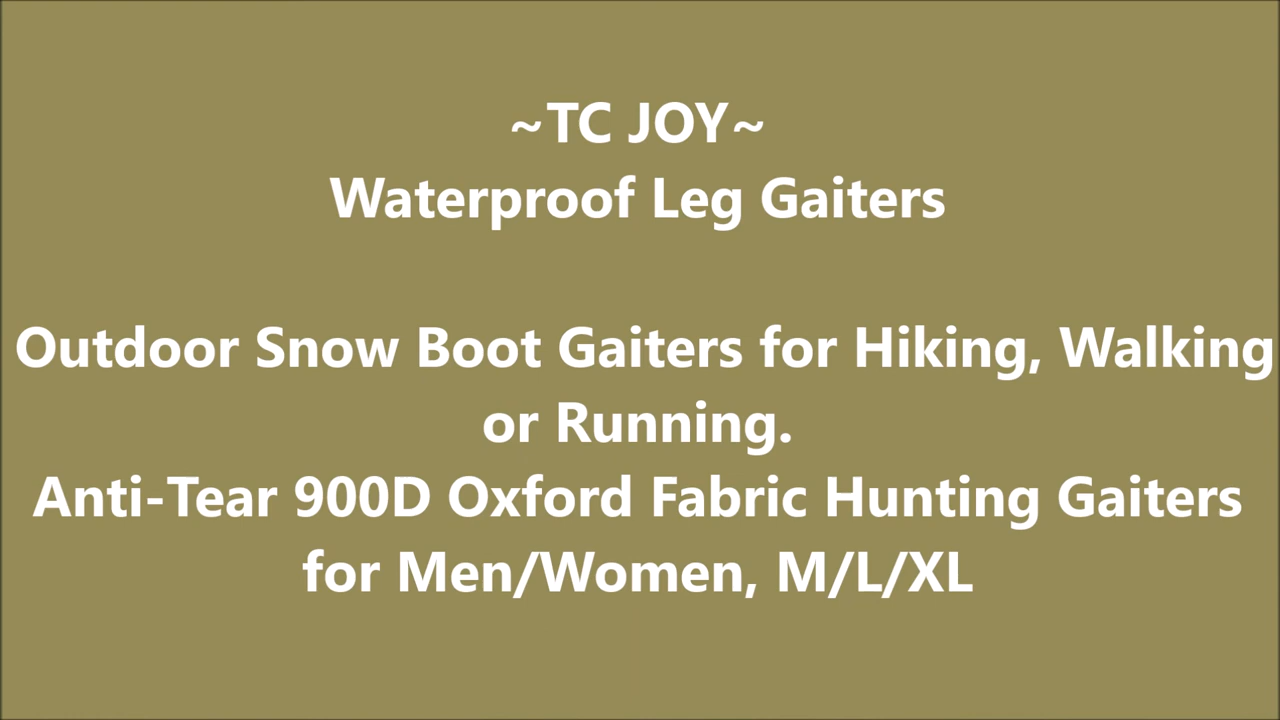 ~TC JOY~
Waterproof Leg Gaiters
Outdoor Snow Boot Gaiters for Hiking, Walking
or Running.
Anti-Tear 900D Oxford Fabric Hunting Gaiters
for Men/Women, M/L/XL